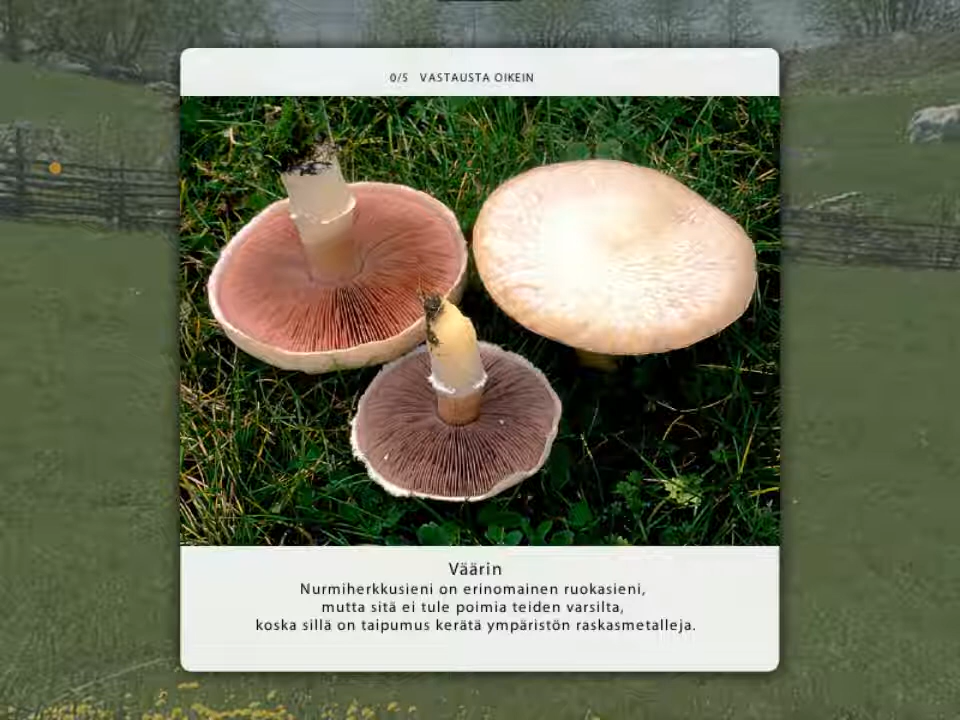 0/5 VASTAUSTA OIKEIN
Väärin
Nurmiherkkusieni on erinomainen ruokasieni,
mutta sitä ei tule poimia teiden varsilta,
koska sillä on taipumus kerätä ympäristön raskasmetalleja.